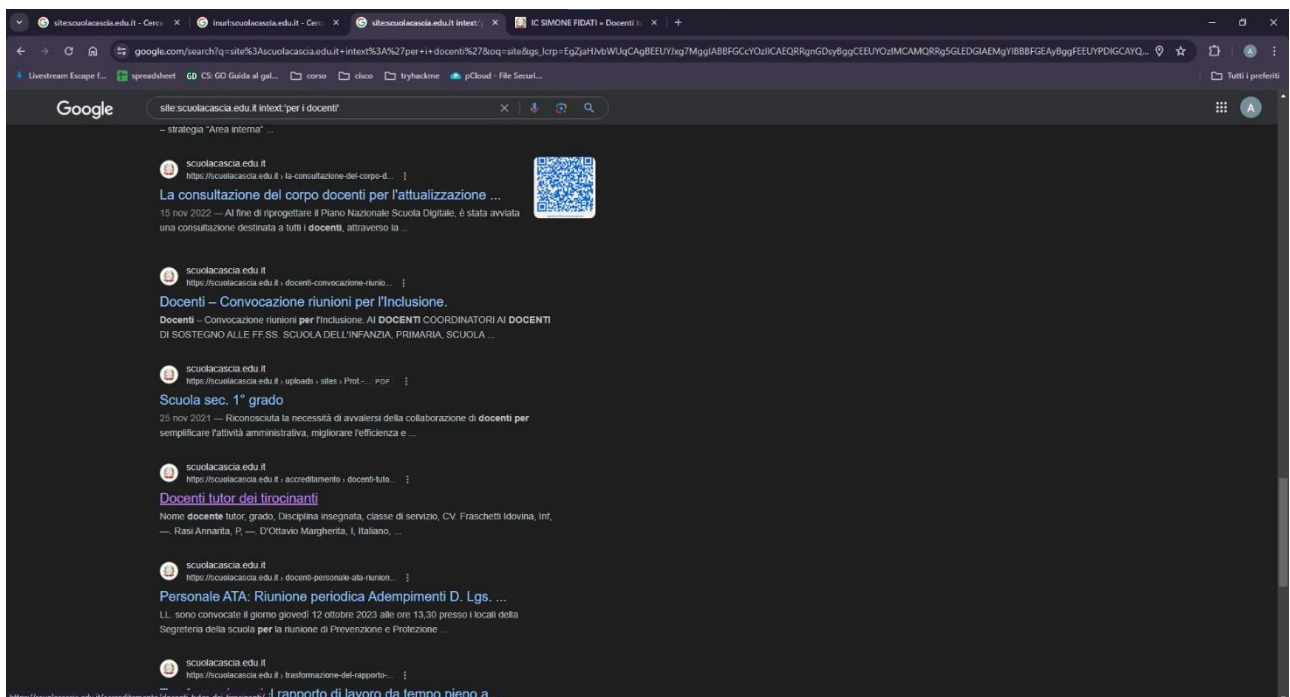 site:scuolacascia.edu.it - Cerc
inurl:scuolacascia.edu.it - Cerc
site:scuolacascia.edu.it intext:'p
IC SIMONE FIDATI » Docenti tu
google.com/search?q=site%3Ascuolacascia.edu.it+intext%3A%27per+i+docenti%27&oq=site&gs_lcrp=
Livestream Escape f...
spreadsheet
GO CS: GO Guida al gal...
corso
cisco
tryhackme
pCloud - File Securi...
Tutti i preferiti
Google
site:scuolacascia.edu.it intext:'per i docenti'
A
– strategia "Area interna" ...
scuolacascia.edu.it
https://scuolacascia.edu.it › la-consultazione-del-corpo-d...
La consultazione del corpo docenti per l'attualizzazione ...
15 nov 2022 — Al fine di riprogettare il Piano Nazionale Scuola Digitale, è stata avviata
una consultazione destinata a tutti i docenti, attraverso la ...
scuolacascia.edu.it
https://scuolacascia.edu.it › docenti-convocazione-riunio...
Docenti – Convocazione riunioni per l'Inclusione.
Docenti – Convocazione riunioni per l'Inclusione. AI DOCENTI COORDINATORI AI DOCENTI
DI SOSTEGNO ALLE FF.SS. SCUOLA DELL'INFANZIA, PRIMARIA, SCUOLA ...
scuolacascia.edu.it
https://scuolacascia.edu.it › uploads › sites › Prot.-... PDF
Scuola sec. 1° grado
25 nov 2021 — Riconosciuta la necessità di avvalersi della collaborazione di docenti per
semplificare l'attività amministrativa, migliorare l'efficienza e ...
scuolacascia.edu.it
https://scuolacascia.edu.it › accreditamento › docenti-tuto...
Docenti tutor dei tirocinanti
Nome docente tutor, grado, Disciplina insegnata, classe di servizio, CV. Fraschetti Idovina, Inf,
—. Rasi Annarita, P, —. D'Ottavio Margherita, I, Italiano, ...
scuolacascia.edu.it
https://scuolacascia.edu.it › docenti-personale-ata-riunion...
Personale ATA: Riunione periodica Adempimenti D. Lgs. ...
LL. sono convocate il giorno giovedì 12 ottobre 2023 alle ore 13,30 presso i locali della
Segreteria della scuola per la riunione di Prevenzione e Protezione ...
scuolacascia.edu.it
https://scuolacascia.edu.it › trasformazione-del-rapporto-...
l rapporto di lavoro da tempo pieno a